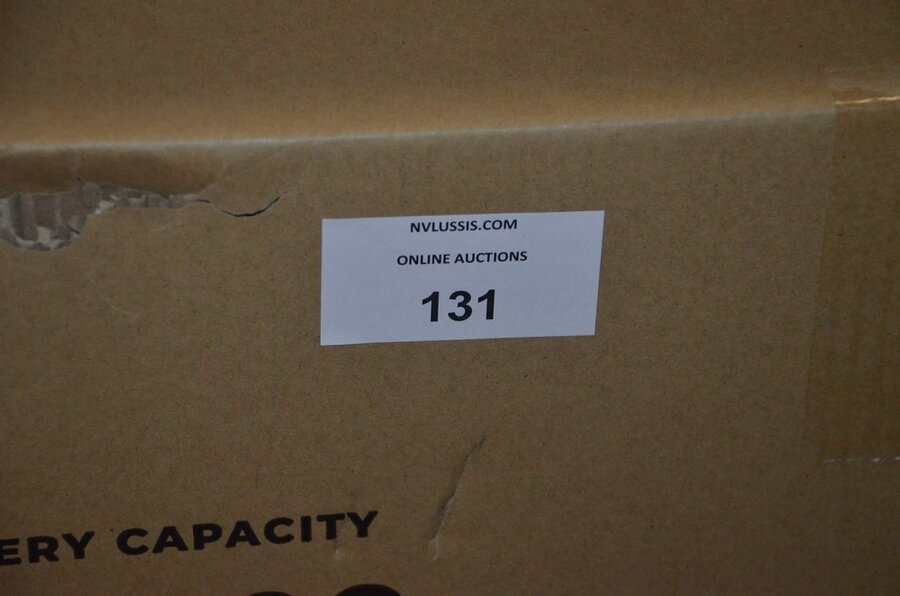 NVLUSSIS.COM
ONLINE AUCTIONS
131
ERY CAPACITY